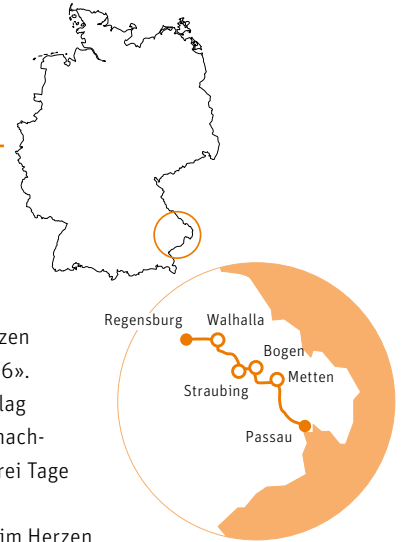 Regensburg
Walhalla
Bogen
Straubing
Metten
Passau
zen
6».
lag
nach-
rei Tage
im Herzen